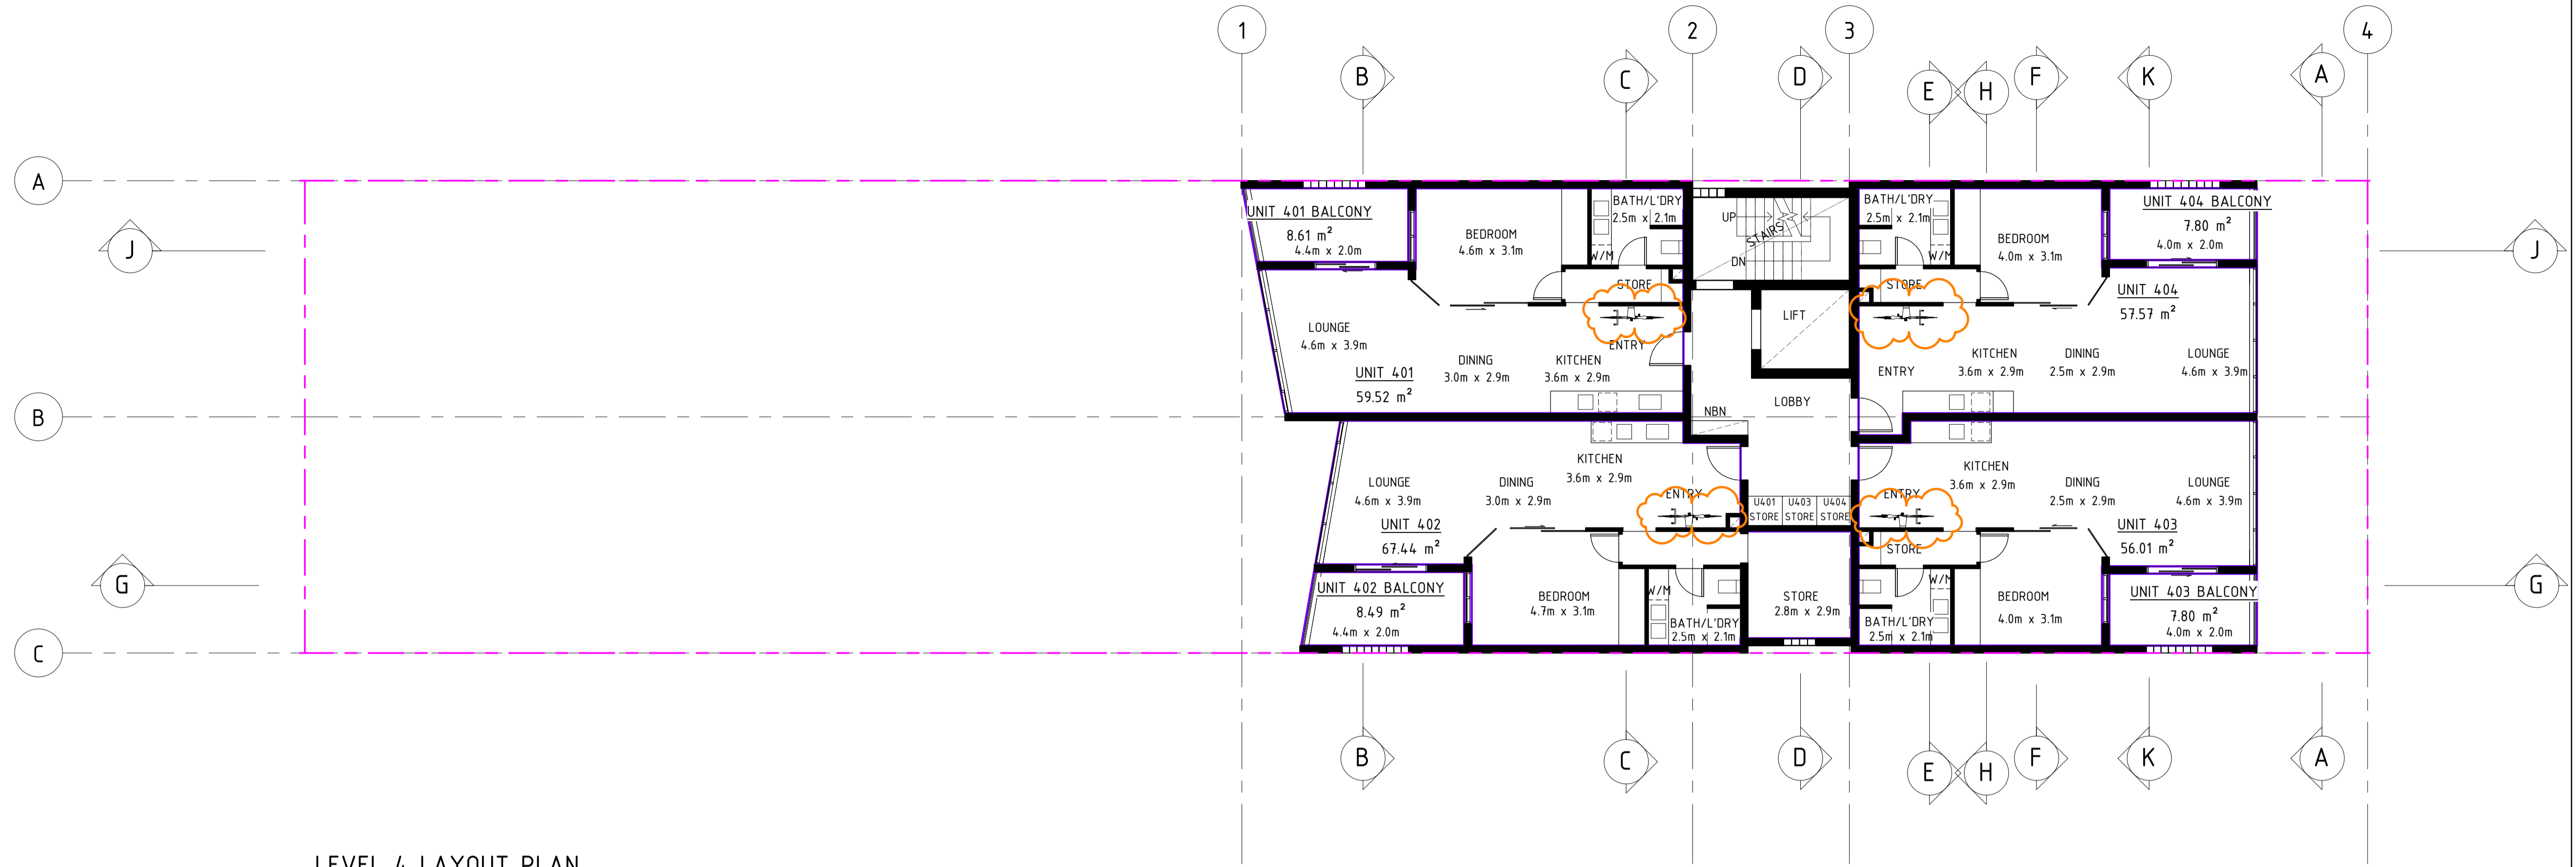 1
2
3
4
B
C
D
E
H
F
K
A
A
J
J
B
G
G
C
UNIT 401 BALCONY
8.61 m²
4.4m x 2.0m
BEDROOM
4.6m x 3.1m
BATH/L'DRY
2.5m x 2.1m
W/M
STORE
LOUNGE
4.6m x 3.9m
UNIT 401
59.52 m²
DINING
3.0m x 2.9m
KITCHEN
3.6m x 2.9m
ENTRY
UP
STAIRS
DN
LIFT
LOBBY
NBN
BATH/L'DRY
2.5m x 2.1m
W/M
STORE
BEDROOM
4.0m x 3.1m
UNIT 404 BALCONY
7.80 m²
4.0m x 2.0m
UNIT 404
57.57 m²
ENTRY
KITCHEN
3.6m x 2.9m
DINING
2.5m x 2.9m
LOUNGE
4.6m x 3.9m
LOUNGE
4.6m x 3.9m
UNIT 402
67.44 m²
DINING
3.0m x 2.9m
KITCHEN
3.6m x 2.9m
ENTRY
UNIT 402 BALCONY
8.49 m²
4.4m x 2.0m
BEDROOM
4.7m x 3.1m
W/M
BATH/L'DRY
2.5m x 2.1m
U401
STORE
U403
STORE
U404
STORE
STORE
2.8m x 2.9m
ENTRY
KITCHEN
3.6m x 2.9m
DINING
2.5m x 2.9m
LOUNGE
4.6m x 3.9m
UNIT 403
56.01 m²
STORE
W/M
BATH/L'DRY
2.5m x 2.1m
BEDROOM
4.0m x 3.1m
UNIT 403 BALCONY
7.80 m²
4.0m x 2.0m
B
C
D
E
H
F
K
A
LEVEL 4 LAYOUT PLAN